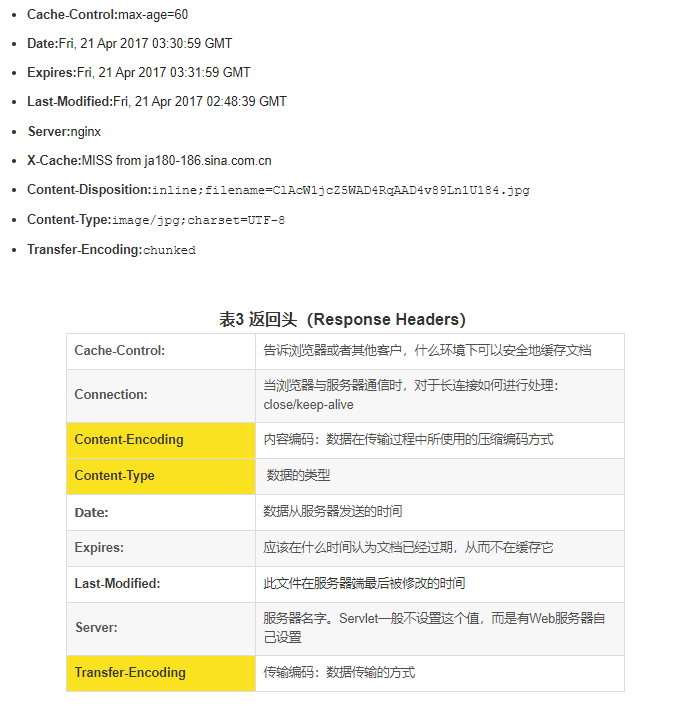 Cache-Control:max-age=60
Date:Fri, 21 Apr 2017 03:30:59 GMT
Expires:Fri, 21 Apr 2017 03:31:59 GMT
Last-Modified:Fri, 21 Apr 2017 02:48:39 GMT
Server:nginx
X-Cache:MISS from ja180-186.sina.com.cn
Content-Disposition:inline;filename=ClAcW1jcZ5WAD4RqAAD4v89Ln1U184.jpg
Content-Type:image/jpg;charset=UTF-8
Transfer-Encoding:chunked
表3 返回头（Response Headers）
Cache-Control: 告诉浏览器或者其他客户，什么环境下可以安全地缓存文档
Connection: 当浏览器与服务器通信时，对于长连接如何进行处理：
close/keep-alive
Content-Encoding 内容编码：数据在传输过程中所使用的压缩编码方式
Content-Type 数据的类型
Date: 数据从服务器发送的时间
Expires: 应该在什么时间认为文档已经过期，从而不在缓存它
Last-Modified: 此文件在服务器端最后被修改的时间
Server: 服务器名字。Servlet一般不设置这个值，而是有Web服务器自
己设置
Transfer-Encoding 传输编码：数据传输的方式